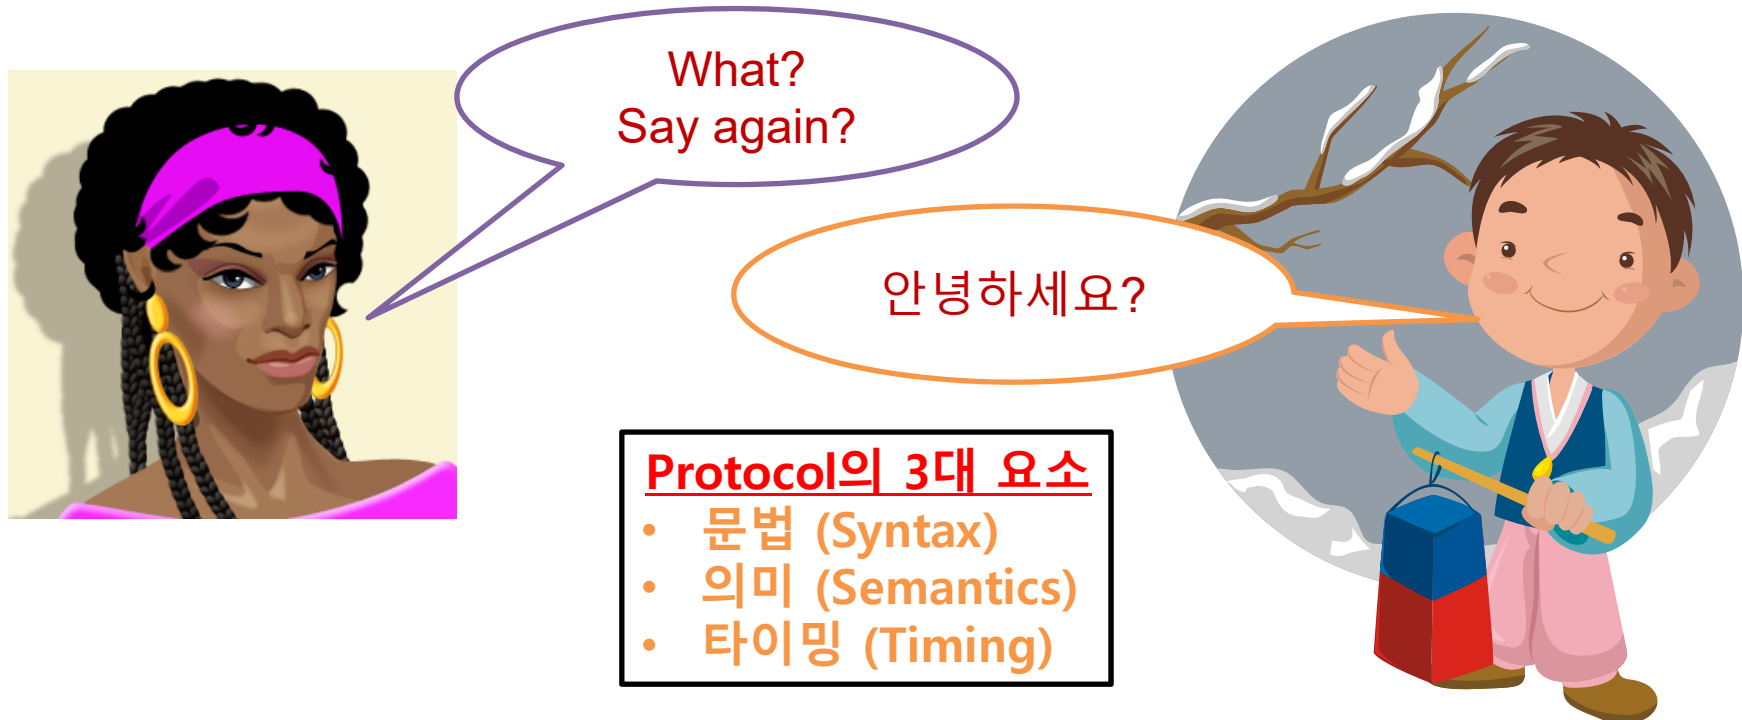 What?
Say again?
안녕하세요?
Protocol의 3대 요소
• 문법 (Syntax)
• 의미 (Semantics)
• 타이밍 (Timing)